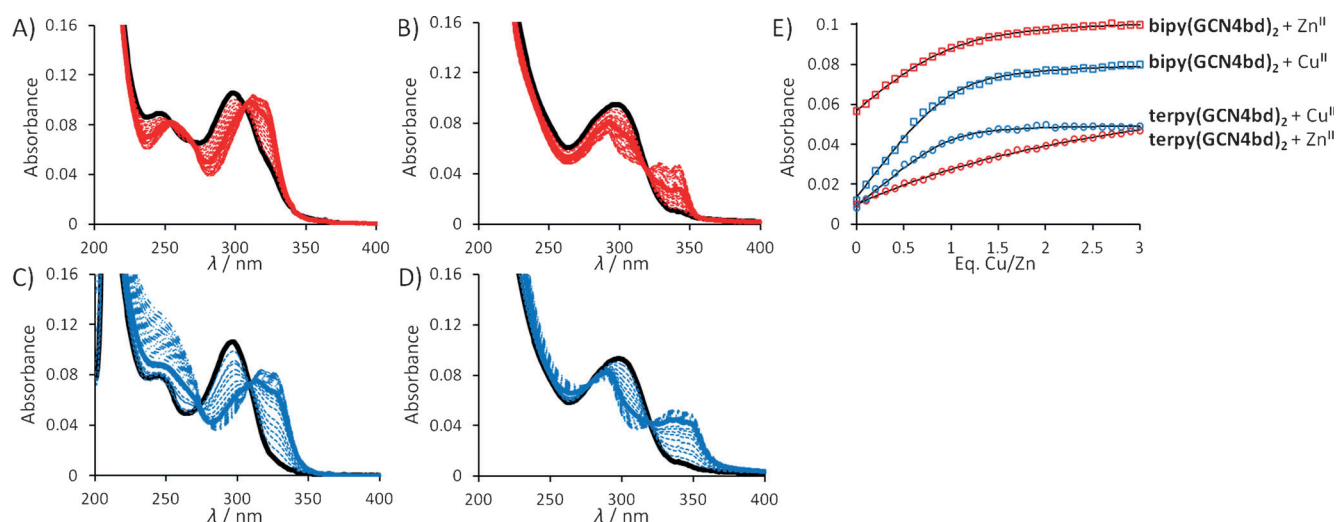 A)
0.16
0.12
0.08
0.04
0
Absorbance
200
250
300
350
400
λ / nm
B)
0.16
0.12
0.08
0.04
0
Absorbance
200
250
300
350
400
λ / nm
E)
0.1
0.08
0.06
0.04
0.02
0
Absorbance
0
0.5
1
1.5
2
2.5
3
Eq. Cu/Zn
bipy(GCN4bd)₂ + Znᴵᴵ
bipy(GCN4bd)₂ + Cuᴵᴵ
terpy(GCN4bd)₂ + Cuᴵᴵ
terpy(GCN4bd)₂ + Znᴵᴵ
C)
0.16
0.12
0.08
0.04
0
Absorbance
200
250
300
350
400
λ / nm
D)
0.16
0.12
0.08
0.04
0
Absorbance
200
250
300
350
400
λ / nm